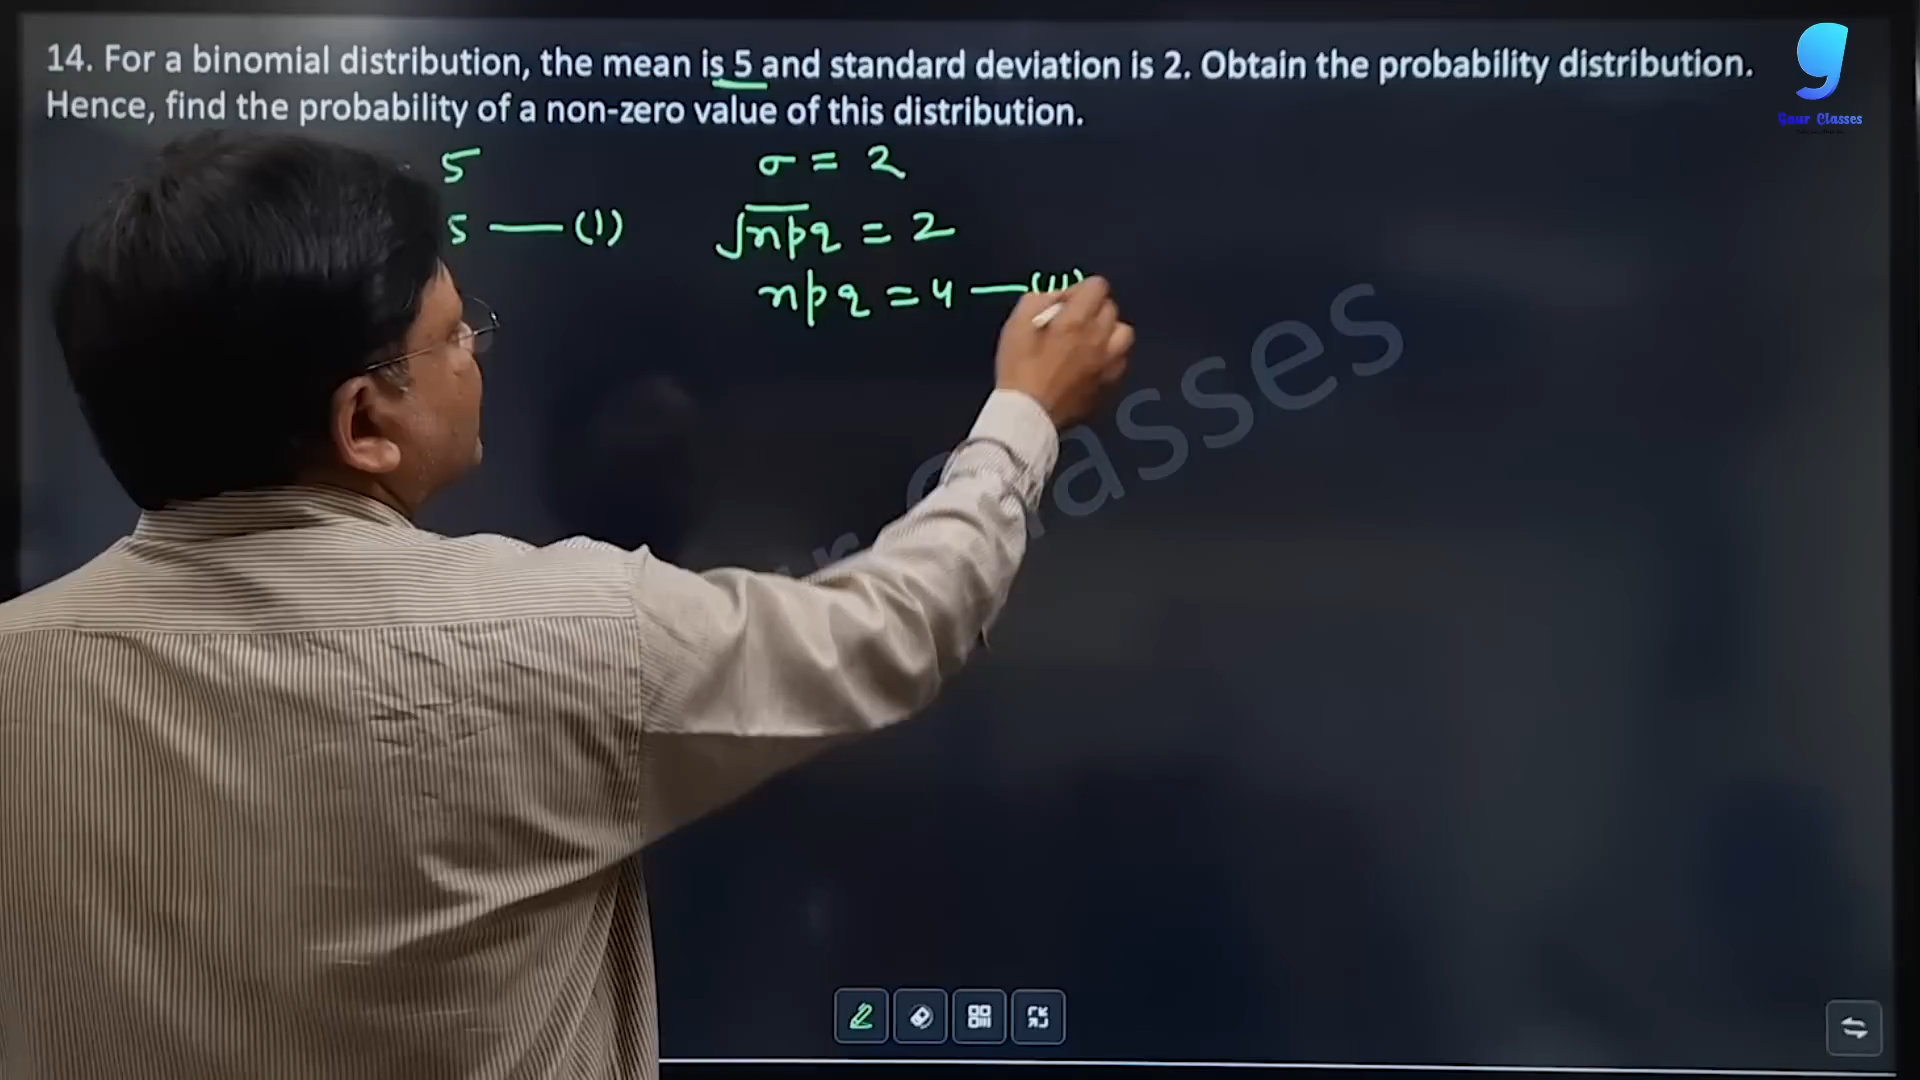 14. For a binomial distribution, the mean is 5 and standard deviation is 2. Obtain the probability distribution.
Hence, find the probability of a non-zero value of this distribution.
g
Gaur Classes
5
σ = 2
5 — (1)
√npq = 2
npq = 4 — (11)
Classes